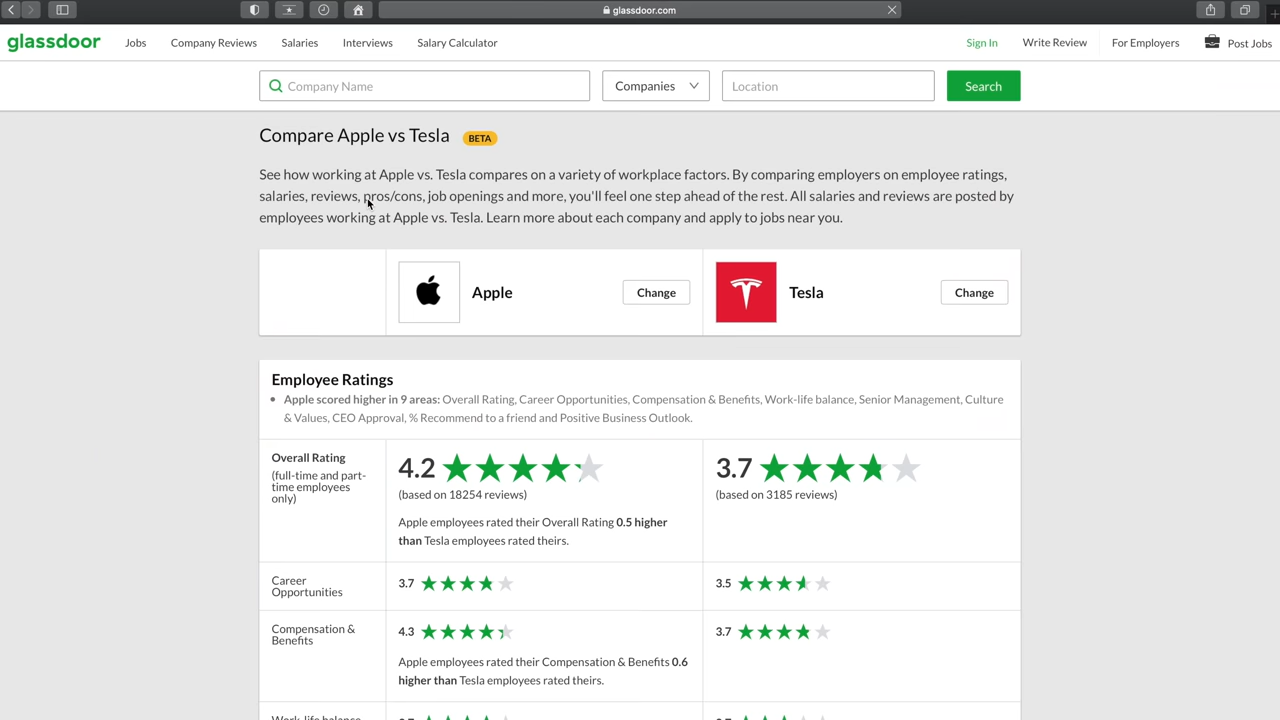 glassdoor.com
glassdoor
Jobs
Company Reviews
Salaries
Interviews
Salary Calculator
Sign In
Write Review
For Employers
Post Jobs
Company Name
Companies
Location
Search
Compare Apple vs Tesla
BETA
See how working at Apple vs. Tesla compares on a variety of workplace factors. By comparing employers on employee ratings,
salaries, reviews, pros/cons, job openings and more, you'll feel one step ahead of the rest. All salaries and reviews are posted by
employees working at Apple vs. Tesla. Learn more about each company and apply to jobs near you.
Apple
Change
Tesla
Change
Employee Ratings
Apple scored higher in 9 areas: Overall Rating, Career Opportunities, Compensation & Benefits, Work-life balance, Senior Management, Culture
& Values, CEO Approval, % Recommend to a friend and Positive Business Outlook.
Overall Rating
(full-time and part-
time employees
only)
4.2
(based on 18254 reviews)
Apple employees rated their Overall Rating 0.5 higher
than Tesla employees rated theirs.
3.7
(based on 3185 reviews)
Career
Opportunities
3.7
3.5
Compensation &
Benefits
4.3
Apple employees rated their Compensation & Benefits 0.6
higher than Tesla employees rated theirs.
3.7
Work-life balance